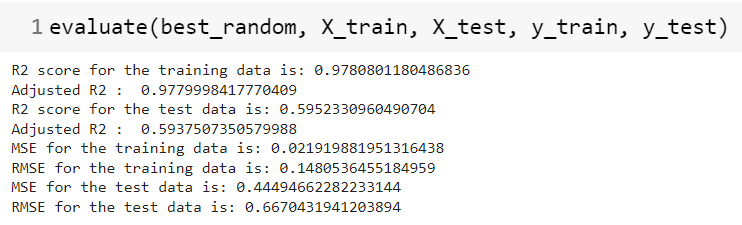 1 evaluate(best_random, X_train, X_test, y_train, y_test)
R2 score for the training data is: 0.9780801180486836
Adjusted R2 :  0.9779998417770409
R2 score for the test data is: 0.5952330960490704
Adjusted R2 :  0.5937507350579988
MSE for the training data is: 0.021919881951316438
RMSE for the training data is: 0.1480536455184959
MSE for the test data is: 0.44494662282233144
RMSE for the test data is: 0.6670431941203894